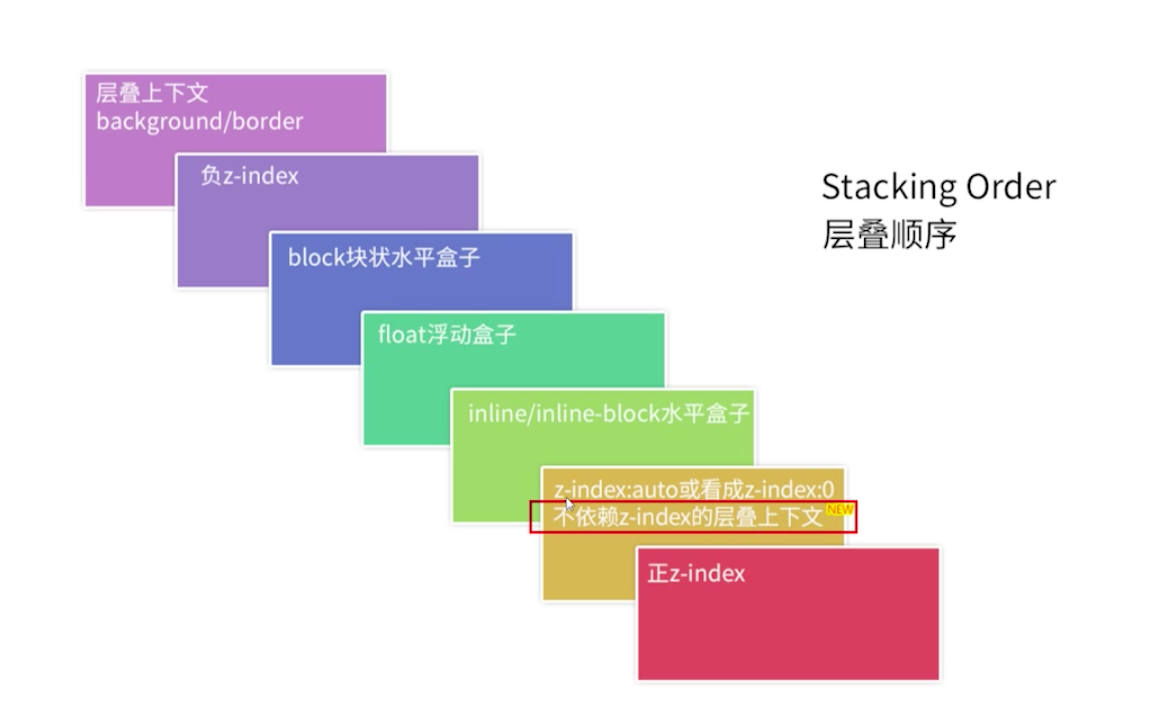 层叠上下文
background/border
负z-index
Stacking Order
层叠顺序
block块状水平盒子
float浮动盒子
inline/inline-block水平盒子
z-index:auto或看成z-index:0
不依赖z-index的层叠上下文 NEW
正z-index